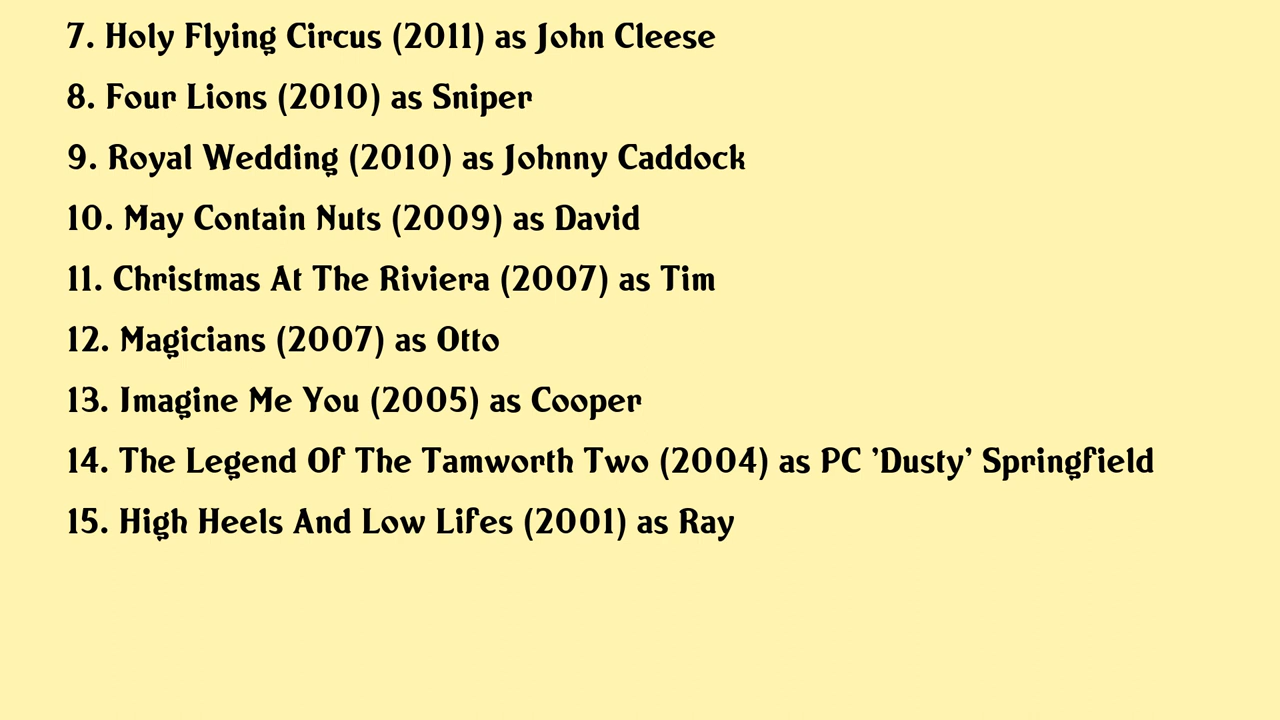 7. Holy Flying Circus (2011) as John Cleese
8. Four Lions (2010) as Sniper
9. Royal Wedding (2010) as Johnny Caddock
10. May Contain Nuts (2009) as David
11. Christmas At The Riviera (2007) as Tim
12. Magicians (2007) as Otto
13. Imagine Me You (2005) as Cooper
14. The Legend Of The Tamworth Two (2004) as PC 'Dusty' Springfield
15. High Heels And Low Lifes (2001) as Ray